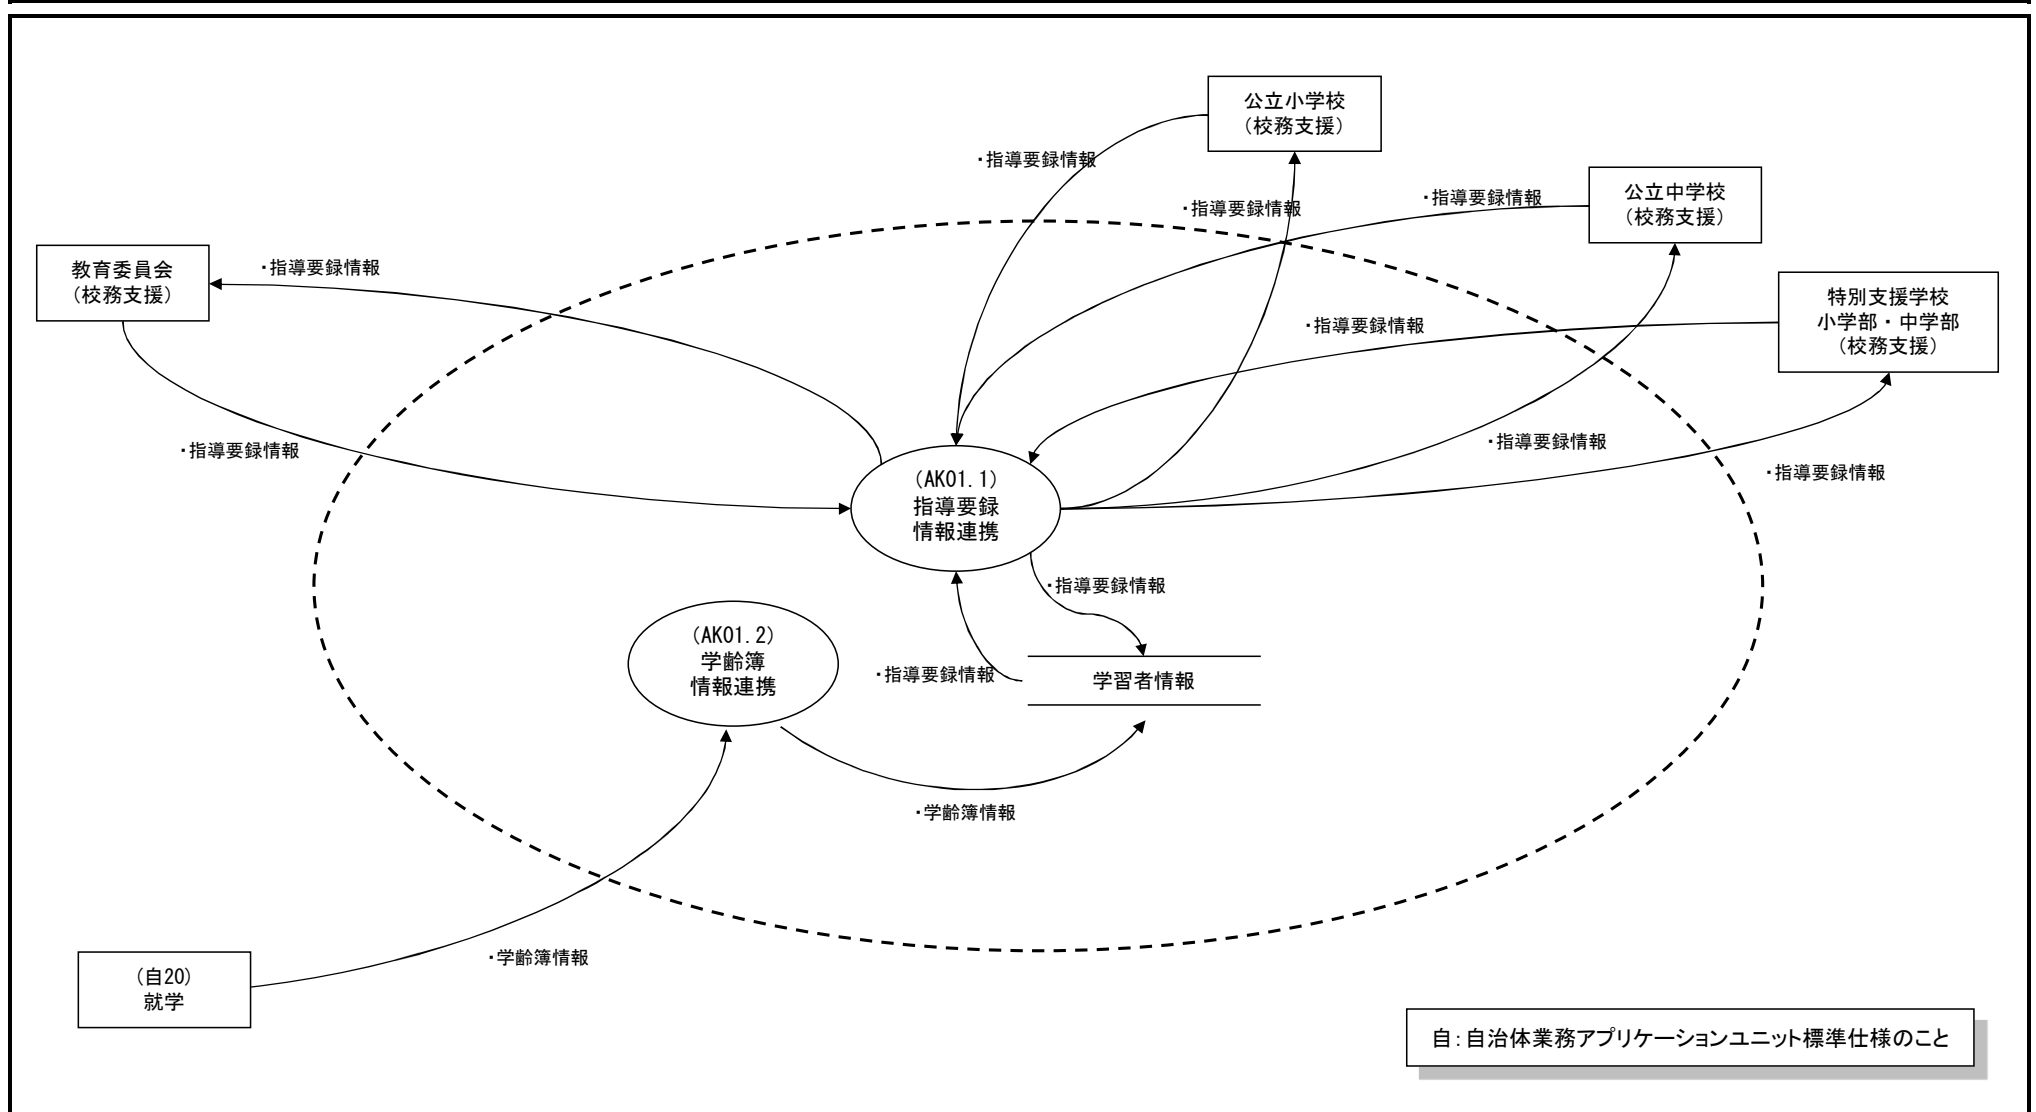 公立小学校
（校務支援）
・指導要録情報
公立中学校
（校務支援）
・指導要録情報
・指導要録情報
教育委員会
（校務支援）
・指導要録情報
特別支援学校
小学部・中学部
（校務支援）
・指導要録情報
・指導要録情報
・指導要録情報
・指導要録情報
（AK01.1）
指導要録
情報連携
・指導要録情報
（AK01.2）
学齢簿
情報連携
・指導要録情報
学習者情報
・学齢簿情報
・学齢簿情報
（自20）
就学
自：自治体業務アプリケーションユニット標準仕様のこと